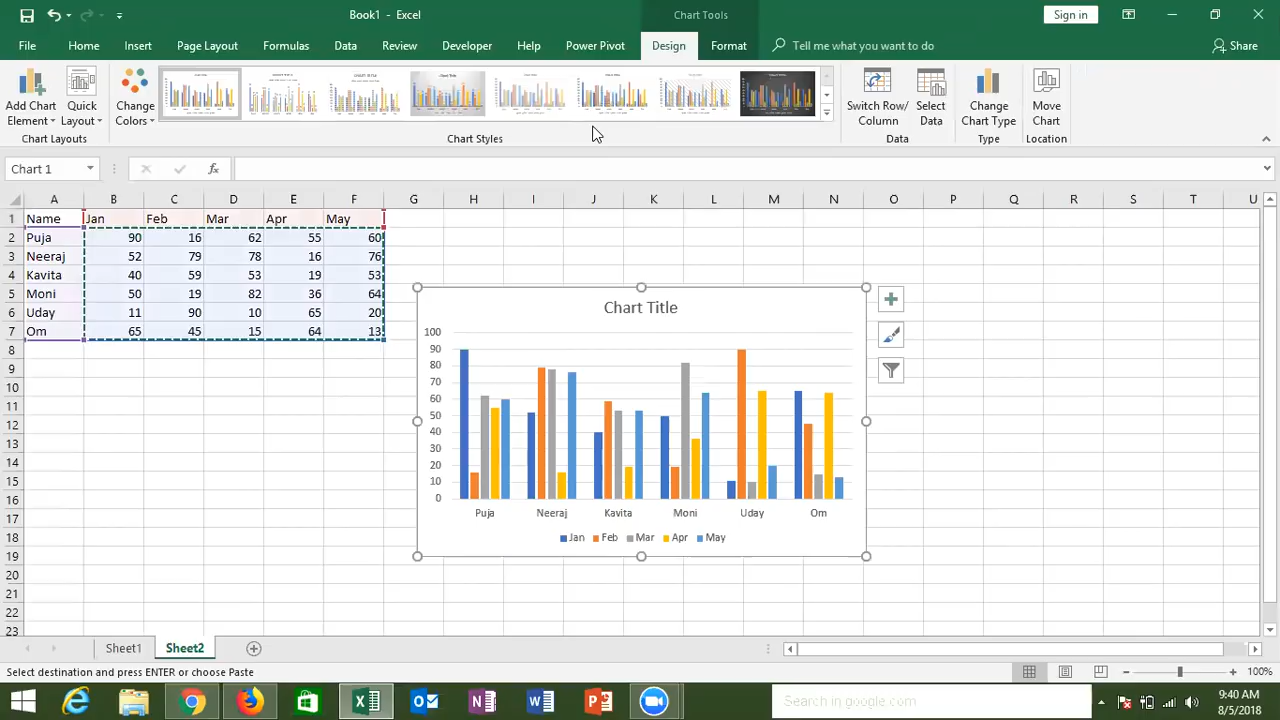 Book1 - Excel
Chart Tools
Sign in
File Home Insert Page Layout Formulas Data Review View Developer Help Power Pivot Design Format Tell me what you want to do Share
Add Chart Element Quick Layout Change Colors Switch Row/Column Select Data Change Chart Type Move Chart
Chart Layouts Chart Styles Data Type Location
Chart 1 fx
A B C D E F G H I J K L M N O P Q R S T U
1 Name Jan Feb Mar Apr May
2 Puja 90 16 62 55 60
3 Neeraj 52 79 78 16 76
4 Kavita 40 59 53 19 53
5 Moni 50 19 82 36 64
6 Uday 11 90 10 65 20
7 Om 65 45 15 64 13
8
9
10
11
12
13
14
15
16
17
18
19
20
21
22
23
Chart Title
100
90
80
70
60
50
40
30
20
10
0
Puja Neeraj Kavita Moni Uday Om
Jan Feb Mar Apr May
Sheet1 Sheet2
Select destination and press ENTER or choose Paste
100%
Search in google.com
9:40 AM
8/5/2018